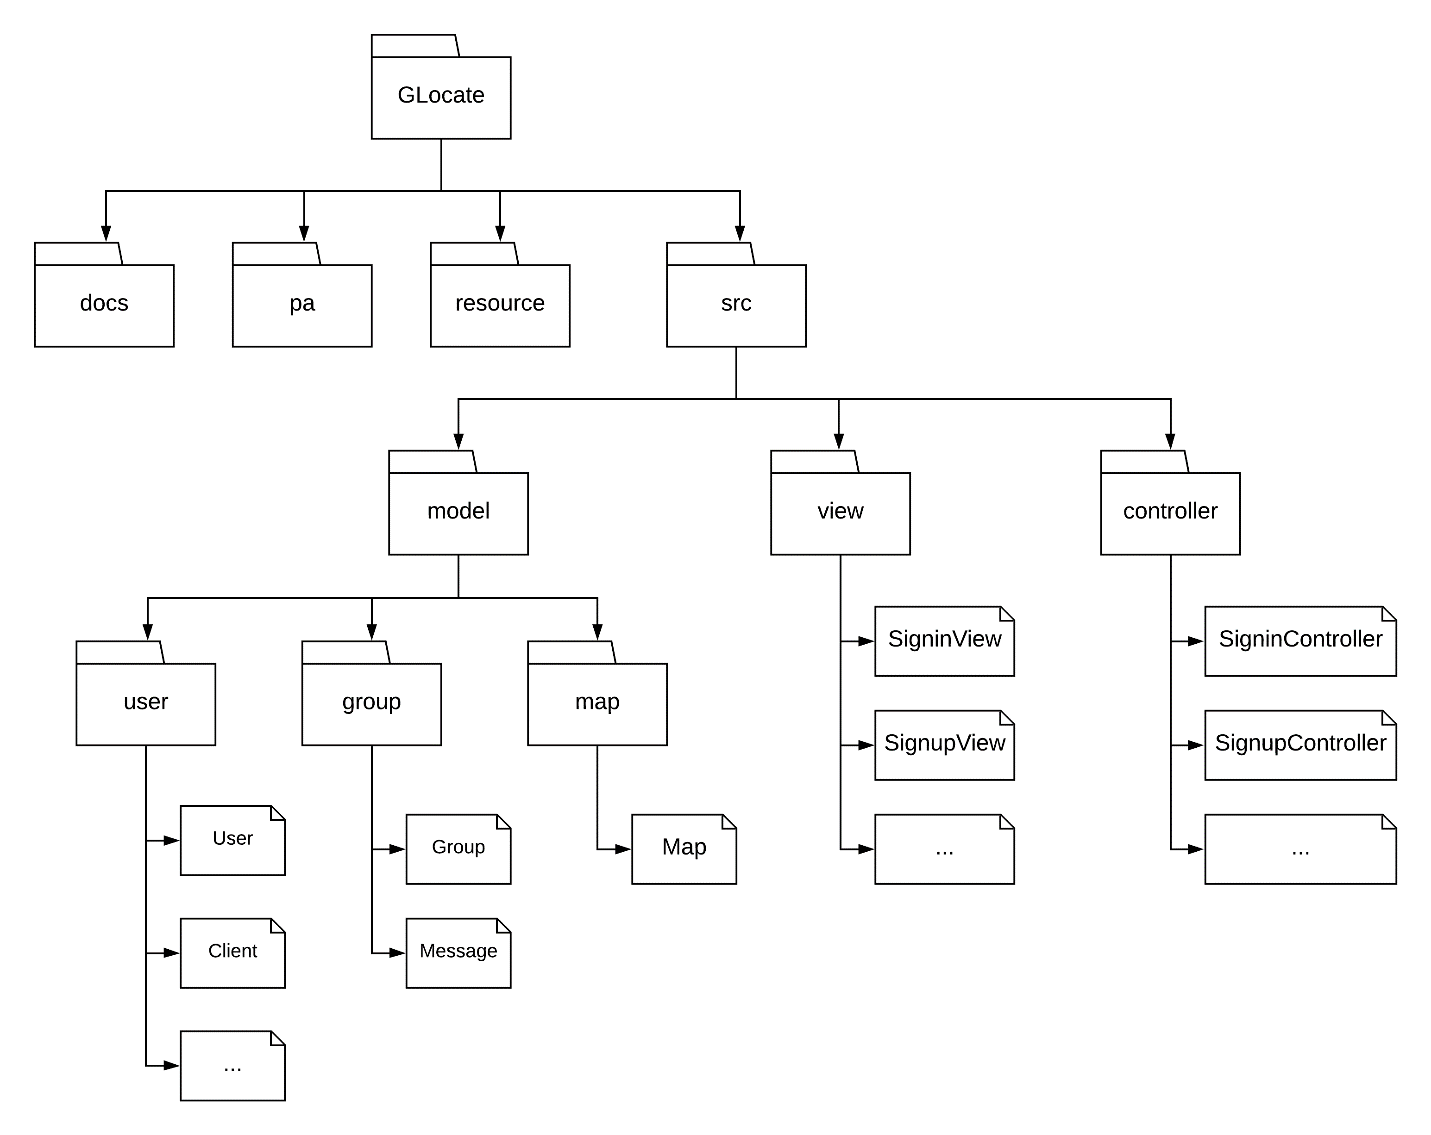 GLocate
docs
pa
resource
src
model
view
controller
user
group
map
SigninView
SigninController
SignupView
SignupController
User
Group
Map
...
...
Client
Message
...